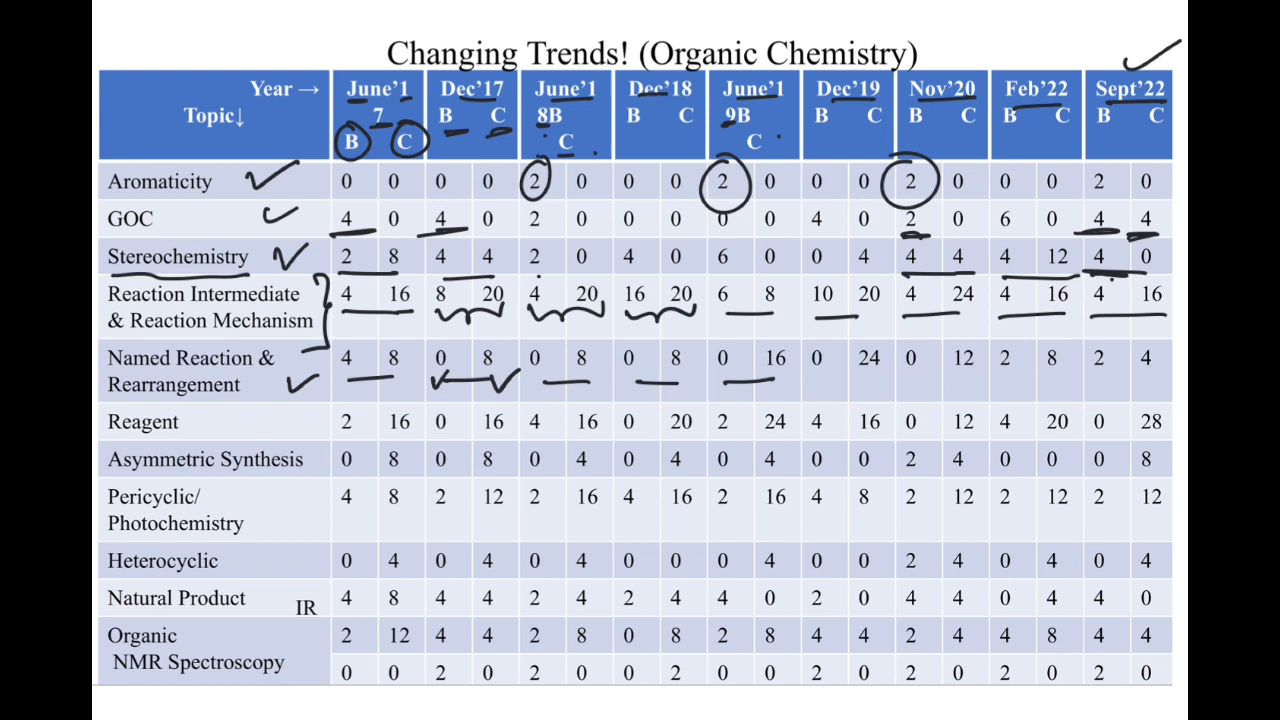 Changing Trends! (Organic Chemistry)
Year → June'1 Dec'17 June'1 Dec'18 June'1 Dec'19 Nov'20 Feb'22 Sept'22
Topic↓ 7 B C 8B B C 9B B C B C B C B C
B C C C
Aromaticity 0 0 0 0 2 0 0 0 2 0 0 0 2 0 0 0 2 0
GOC 4 0 4 0 2 0 0 0 0 0 4 0 2 0 6 0 4 4
Stereochemistry 2 8 4 4 2 0 4 0 6 0 0 4 4 4 4 12 4 0
Reaction Intermediate 4 16 8 20 4 20 16 20 6 8 10 20 4 24 4 16 4 16
& Reaction Mechanism
Named Reaction & 4 8 0 8 0 8 0 8 0 16 0 24 0 12 2 8 2 4
Rearrangement
Reagent 2 16 0 16 4 16 0 20 2 24 4 16 0 12 4 20 0 28
Asymmetric Synthesis 0 8 0 8 0 4 0 4 0 4 0 0 2 4 0 0 0 8
Pericyclic/ 4 8 2 12 2 16 4 16 2 16 4 8 2 12 2 12 2 12
Photochemistry
Heterocyclic 0 4 0 4 0 4 0 0 0 4 0 0 2 4 0 4 0 4
Natural Product IR 4 8 4 4 2 4 2 4 4 0 2 0 4 4 0 4 4 0
Organic 2 12 4 4 2 8 0 8 2 8 4 4 2 4 4 8 4 4
NMR Spectroscopy
0 0 2 0 2 0 0 2 0 0 2 0 2 0 2 0 2 0